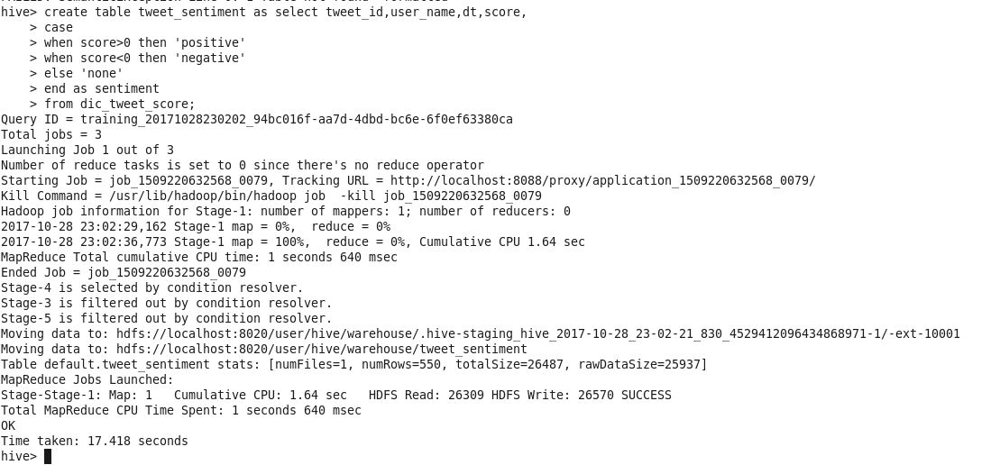 hive> create table tweet_sentiment as select tweet_id,user_name,dt,score,
    > case
    > when score>0 then 'positive'
    > when score<0 then 'negative'
    > else 'none'
    > end as sentiment
    > from dic_tweet_score;
Query ID = training_20171028230202_94bc016f-aa7d-4dbd-bc6e-6f0ef63380ca
Total jobs = 3
Launching Job 1 out of 3
Number of reduce tasks is set to 0 since there's no reduce operator
Starting Job = job_1509220632568_0079, Tracking URL = http://localhost:8088/proxy/application_1509220632568_0079/
Kill Command = /usr/lib/hadoop/bin/hadoop job  -kill job_1509220632568_0079
Hadoop job information for Stage-1: number of mappers: 1; number of reducers: 0
2017-10-28 23:02:29,162 Stage-1 map = 0%,  reduce = 0%
2017-10-28 23:02:36,773 Stage-1 map = 100%,  reduce = 0%, Cumulative CPU 1.64 sec
MapReduce Total cumulative CPU time: 1 seconds 640 msec
Ended Job = job_1509220632568_0079
Stage-4 is selected by condition resolver.
Stage-3 is filtered out by condition resolver.
Stage-5 is filtered out by condition resolver.
Moving data to: hdfs://localhost:8020/user/hive/warehouse/.hive-staging_hive_2017-10-28_23-02-21_830_4529412096434868971-1/-ext-10001
Moving data to: hdfs://localhost:8020/user/hive/warehouse/tweet_sentiment
Table default.tweet_sentiment stats: [numFiles=1, numRows=550, totalSize=26487, rawDataSize=25937]
MapReduce Jobs Launched:
Stage-Stage-1: Map: 1   Cumulative CPU: 1.64 sec   HDFS Read: 26309 HDFS Write: 26570 SUCCESS
Total MapReduce CPU Time Spent: 1 seconds 640 msec
OK
Time taken: 17.418 seconds
hive>